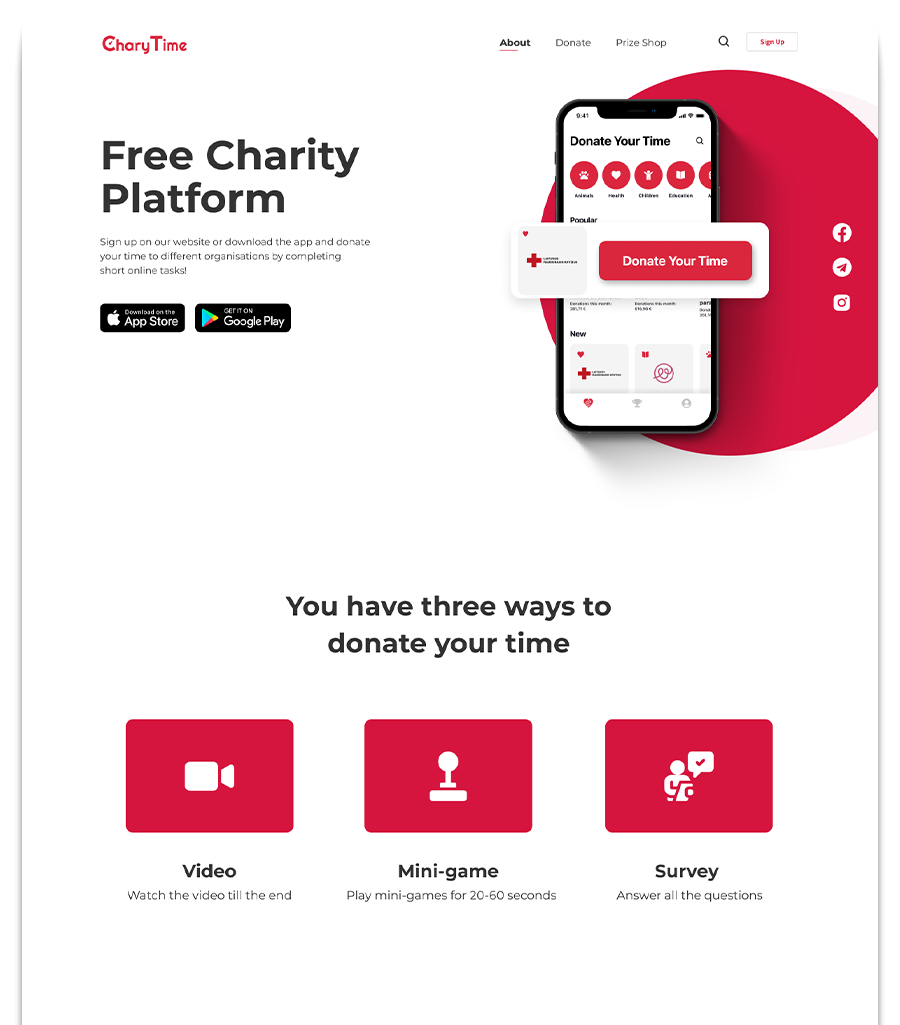 CharyTime
About
Donate
Prize Shop
Sign Up
Free Charity
Platform
Sign up on our website or download the app and donate
your time to different organisations by completing
short online tasks!
Download on the
App Store
GET IT ON
Google Play
9:41
Donate Your Time
Animals
Health
Children
Education
Popular
Donate Your Time
Donations this month:
Donations this month:
New
You have three ways to
donate your time
Video
Watch the video till the end
Mini-game
Play mini-games for 20-60 seconds
Survey
Answer all the questions